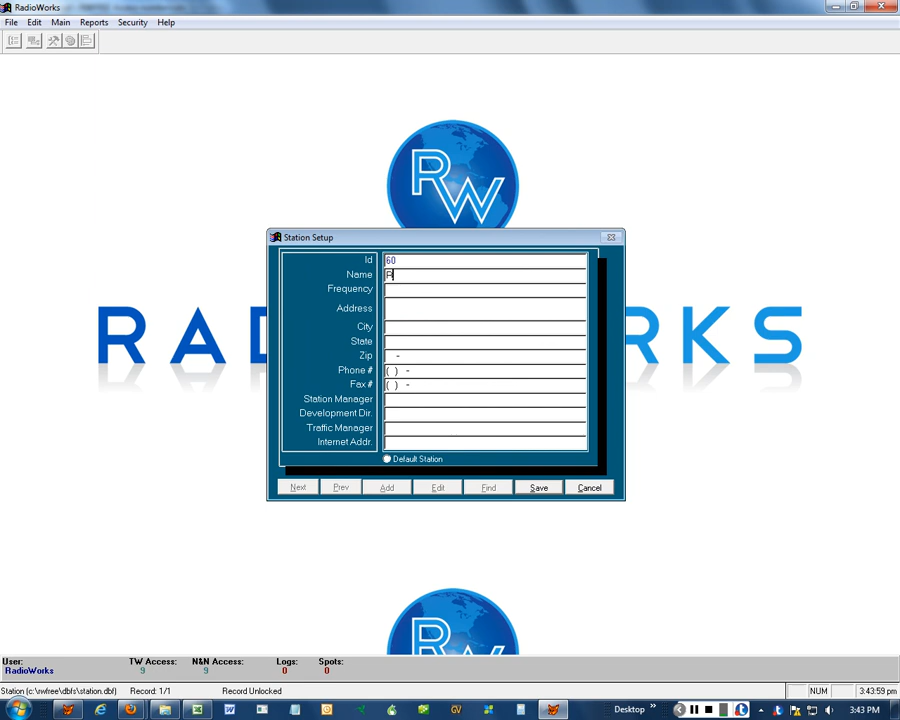 RadioWorks
File Edit Main Reports Security Help
RW
RADIOWORKS
Station Setup
Id 60
Name R
Frequency
Address
City
State
Zip -
Phone # ( ) -
Fax # ( ) -
Station Manager
Development Dir.
Traffic Manager
Internet Addr.
Default Station
Next Prev Add Edit Find Save Cancel
RW
User: TW Access: N&N Access: Logs: Spots:
RadioWorks 9 9 0 0
Station (c:\rwfree\dbfs\station.dbf) Record: 1/1 Record Unlocked NUM 3:43:59 pm
Desktop » 3:43 PM